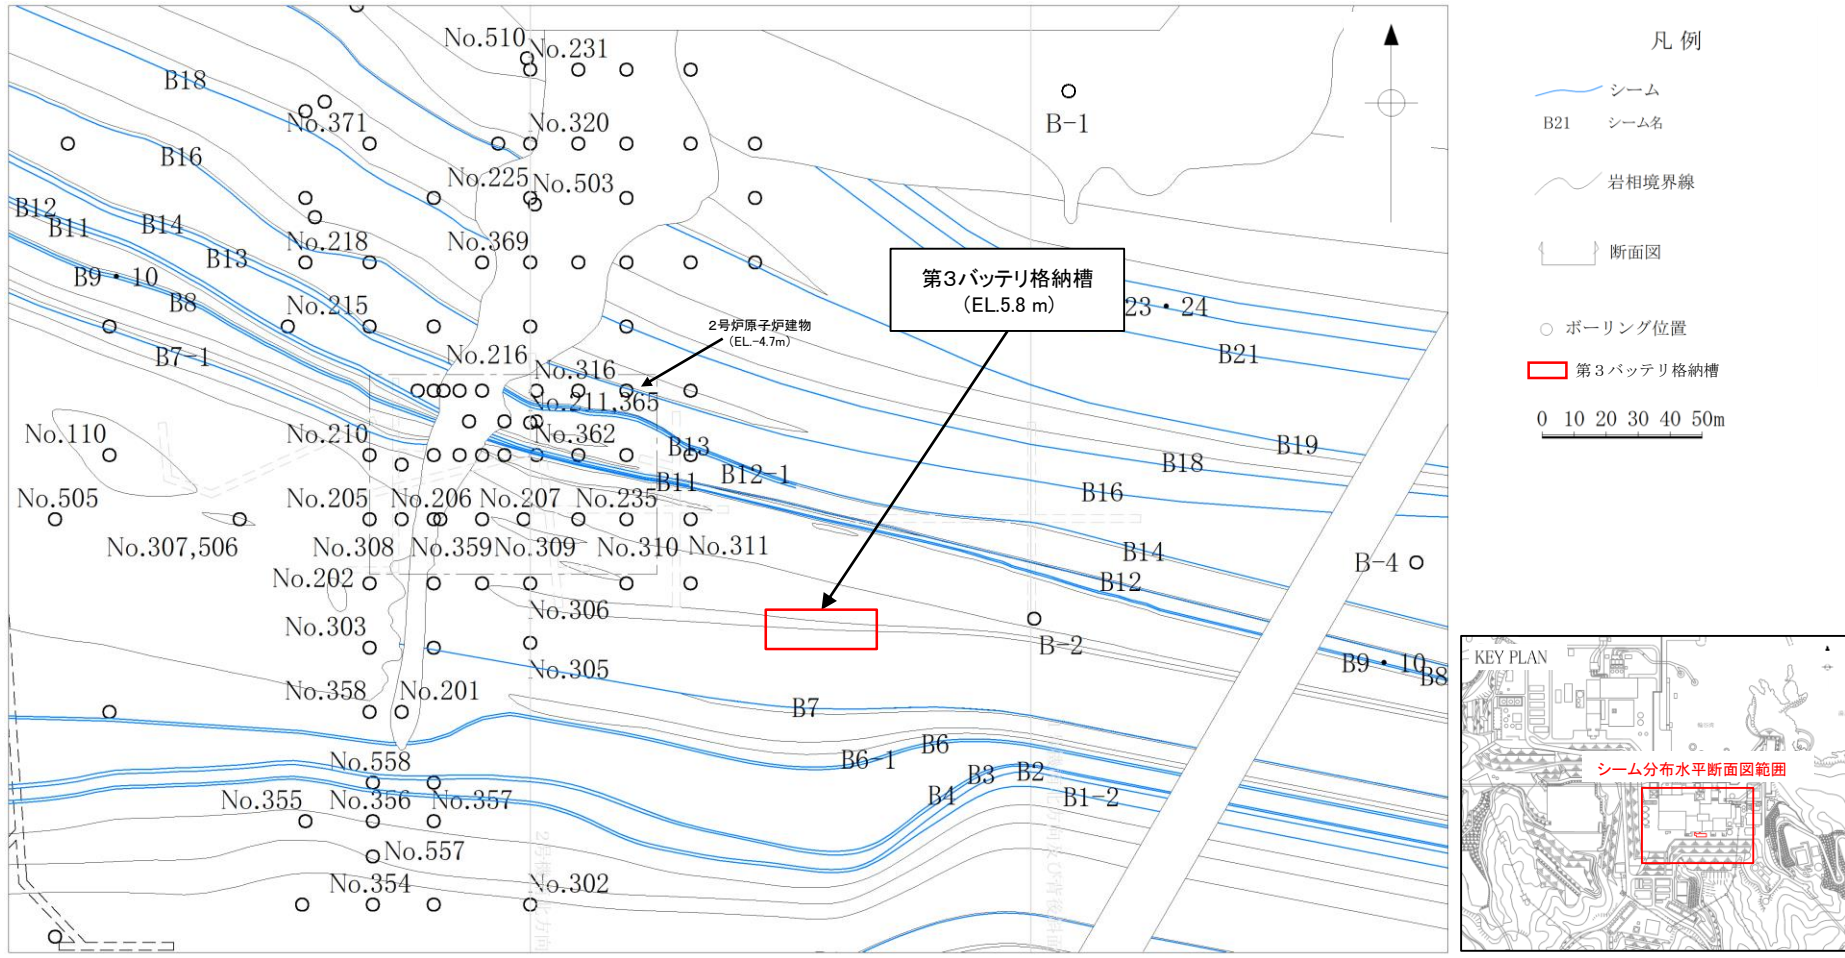 No.510
No.231
B18
No.371
No.320
B-1
B16
No.225
No.503
B12
B11
B14
B13
No.218
No.369
B9・10
B8
No.215
第3バッテリ格納槽
(EL.5.8 m)
23・24
B21
2号炉原子炉建物
(EL.-4.7m)
B7-1
No.216
No.316
No.211,365
No.110
No.210
No.362
B13
B12-1
B11
B19
B18
B16
No.505
No.205
No.206
No.207
No.235
No.307,506
No.308
No.359
No.309
No.310
No.311
B14
B-4
No.202
B12
No.306
No.303
B-2
No.305
B9・10
B8
No.358
No.201
B7
B6-1
B6
No.558
B3
B2
B4
B1-2
No.355
No.356
No.357
No.557
No.354
No.302
凡 例
シーム
B21 シーム名
岩相境界線
断面図
ボーリング位置
第3バッテリ格納槽
0 10 20 30 40 50m
KEY PLAN
シーム分布水平断面図範囲